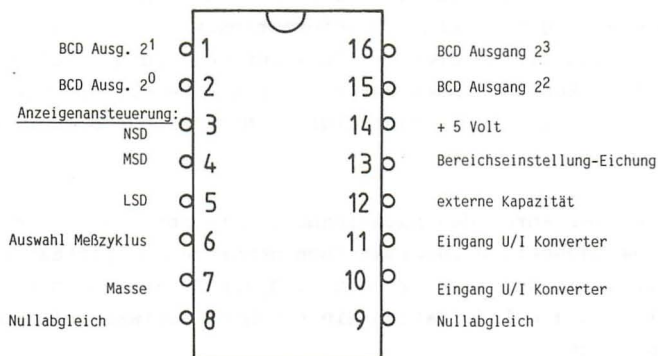 BCD Ausg. 2¹ 1 16 BCD Ausgang 2³
BCD Ausg. 2⁰ 2 15 BCD Ausgang 2²
Anzeigenansteuerung:
NSD 3 14 + 5 Volt
MSD 4 13 Bereichseinstellung-Eichung
LSD 5 12 externe Kapazität
Auswahl Meßzyklus 6 11 Eingang U/I Konverter
Masse 7 10 Eingang U/I Konverter
Nullabgleich 8 9 Nullabgleich